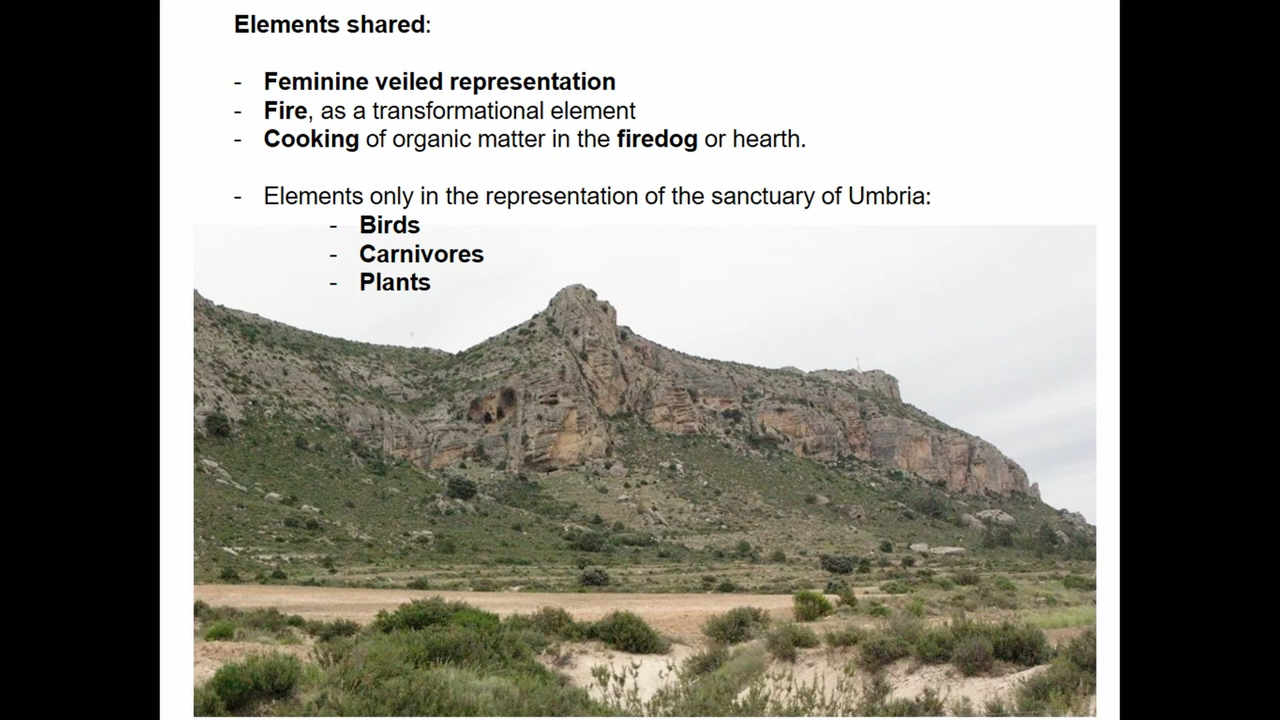 Elements shared:
- Feminine veiled representation
- Fire, as a transformational element
- Cooking of organic matter in the firedog or hearth.
- Elements only in the representation of the sanctuary of Umbria:
- Birds
- Carnivores
- Plants